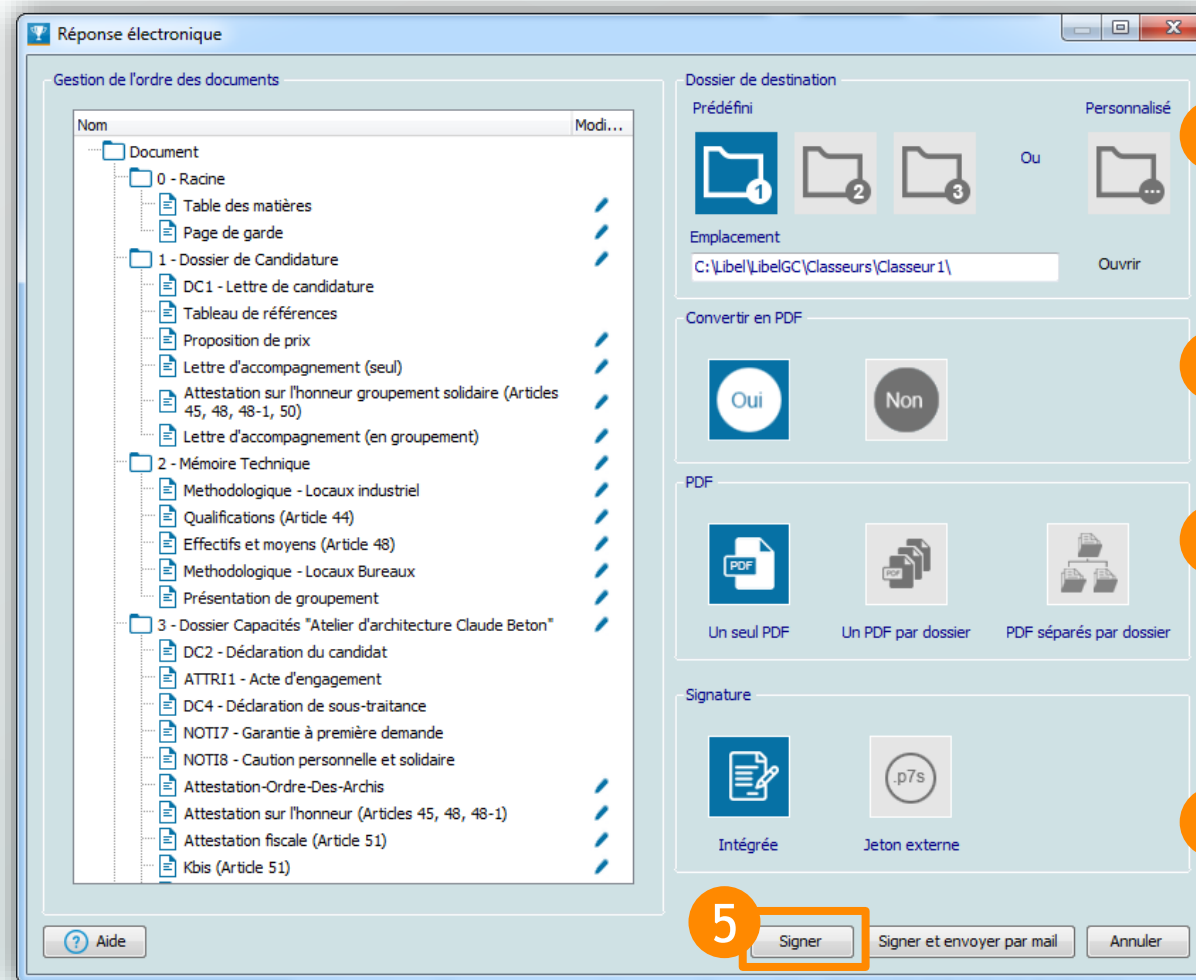 Réponse électronique
Gestion de l'ordre des documents
Nom Modi...
Document
0 - Racine
Table des matières
Page de garde
1 - Dossier de Candidature
DC1 - Lettre de candidature
Tableau de références
Proposition de prix
Lettre d'accompagnement (seul)
Attestation sur l'honneur groupement solidaire (Articles
45, 48, 48-1, 50)
Lettre d'accompagnement (en groupement)
2 - Mémoire Technique
Methodologique - Locaux industriel
Qualifications (Article 44)
Effectifs et moyens (Article 48)
Methodologique - Locaux Bureaux
Présentation de groupement
3 - Dossier Capacités "Atelier d'architecture Claude Beton"
DC2 - Déclaration du candidat
ATTRI1 - Acte d'engagement
DC4 - Déclaration de sous-traitance
NOTI7 - Garantie à première demande
NOTI8 - Caution personnelle et solidaire
Attestation-Ordre-Des-Archis
Attestation sur l'honneur (Articles 45, 48, 48-1)
Attestation fiscale (Article 51)
Kbis (Article 51)
Dossier de destination
Prédéfini Personnalisé
1 2 3 Ou ...
Emplacement
C:\Libel\LibelGC\Classeurs\Classeur1\ Ouvrir
Convertir en PDF
Oui Non
PDF
PDF PDF
Un seul PDF Un PDF par dossier PDF séparés par dossier
Signature
.p7s
Intégrée Jeton externe
5
Aide Signer Signer et envoyer par mail Annuler